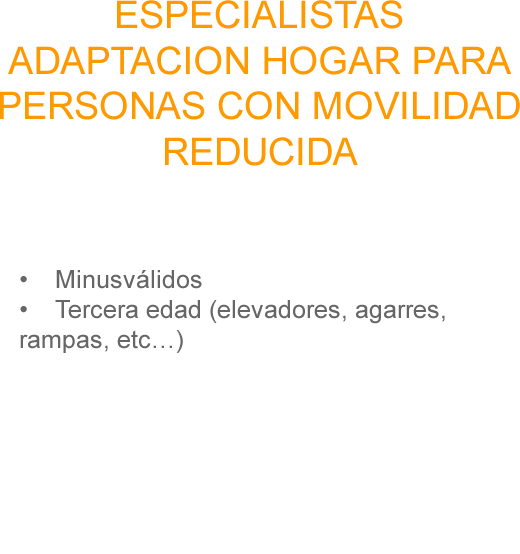 ESPECIALISTAS
ADAPTACION HOGAR PARA
PERSONAS CON MOVILIDAD
REDUCIDA
• Minusválidos
• Tercera edad (elevadores, agarres,
rampas, etc…)